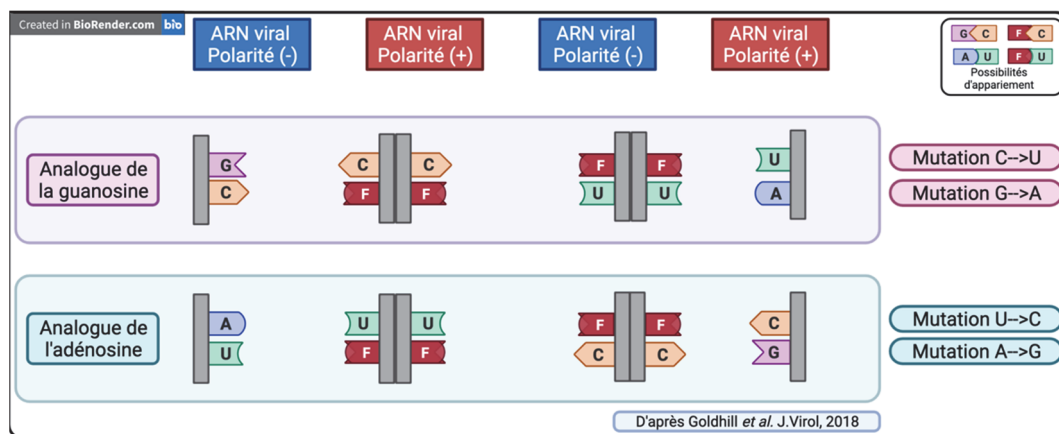 Created in BioRender.com bio
ARN viral
Polarité (-)
ARN viral
Polarité (+)
ARN viral
Polarité (-)
ARN viral
Polarité (+)
G C F C
A U F U
Possibilités
d'appariement
Analogue de
la guanosine
G C C F U
C F F U U A
Mutation C-->U
Mutation G-->A
Analogue de
l'adénosine
A U U F F C
U F F C C G
Mutation U-->C
Mutation A-->G
D'après Goldhill et al. J.Virol, 2018